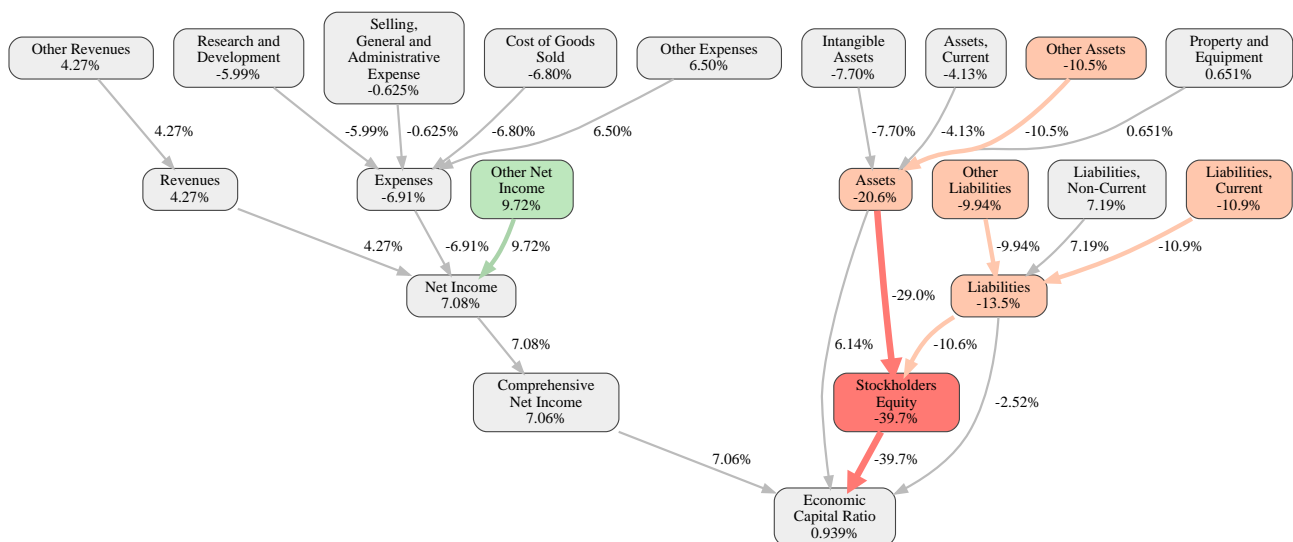 Other Revenues
4.27%
Research and
Development
-5.99%
Selling,
General and
Administrative
Expense
-0.625%
Cost of Goods
Sold
-6.80%
Other Expenses
6.50%
Intangible
Assets
-7.70%
Assets,
Current
-4.13%
Other Assets
-10.5%
Property and
Equipment
0.651%
4.27%
-5.99%
-0.625%
-6.80%
6.50%
-7.70%
-4.13%
-10.5%
0.651%
Revenues
4.27%
Expenses
-6.91%
Other Net
Income
9.72%
Assets
-20.6%
Other
Liabilities
-9.94%
Liabilities,
Non-Current
7.19%
Liabilities,
Current
-10.9%
4.27%
-6.91%
9.72%
-9.94%
7.19%
-10.9%
Net Income
7.08%
-29.0%
Liabilities
-13.5%
7.08%
6.14%
-10.6%
Comprehensive
Net Income
7.06%
Stockholders
Equity
-39.7%
-2.52%
7.06%
-39.7%
Economic
Capital Ratio
0.939%